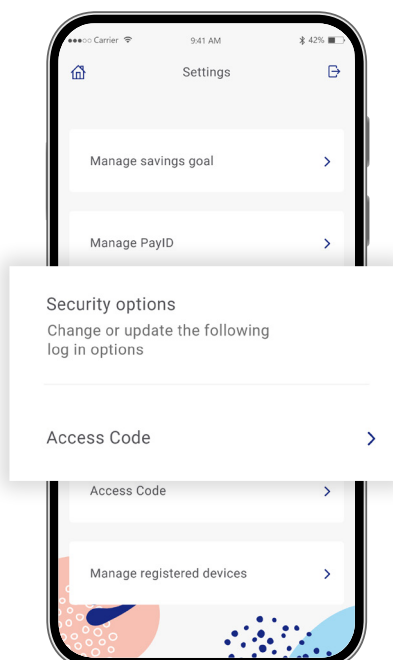 Carrier 9:41 AM 42%
Settings
Manage savings goal
Manage PayID
Security options
Change or update the following
log in options
Access Code
Access Code
Manage registered devices